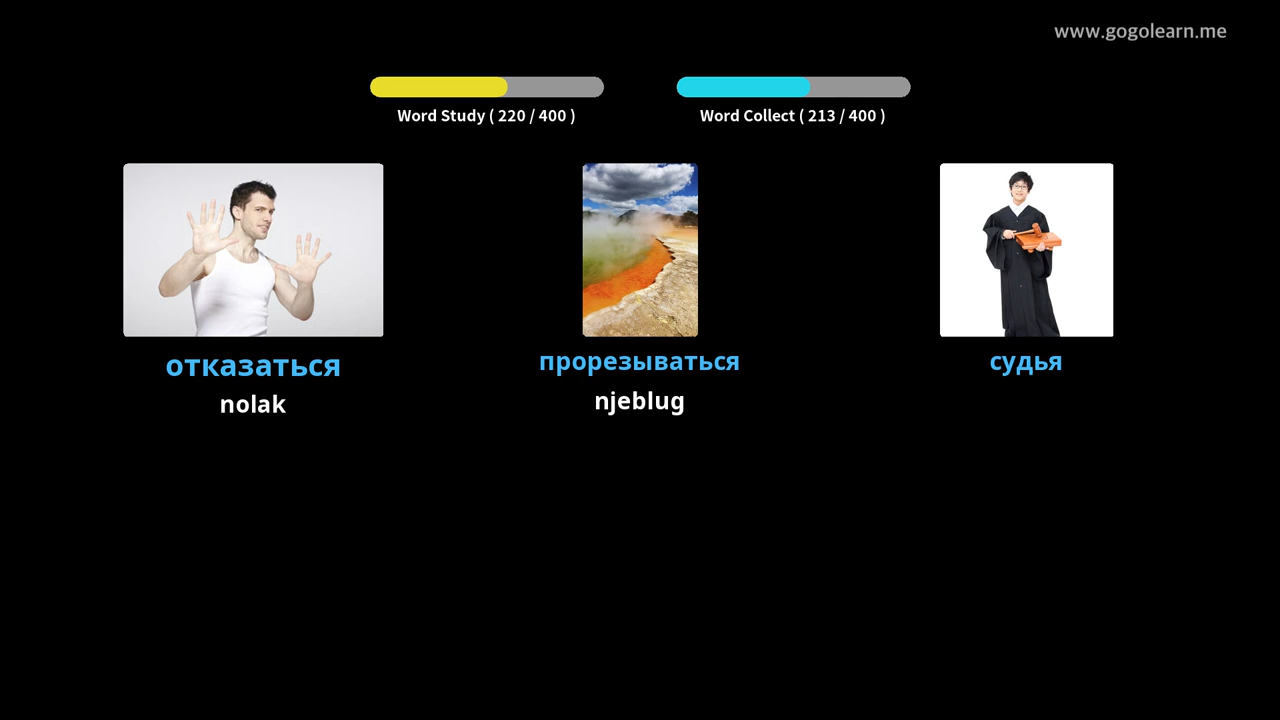 www.gogolearn.me
Word Study ( 220 / 400 )
Word Collect ( 213 / 400 )
отказаться
прорезываться
судья
nolak
njeblug